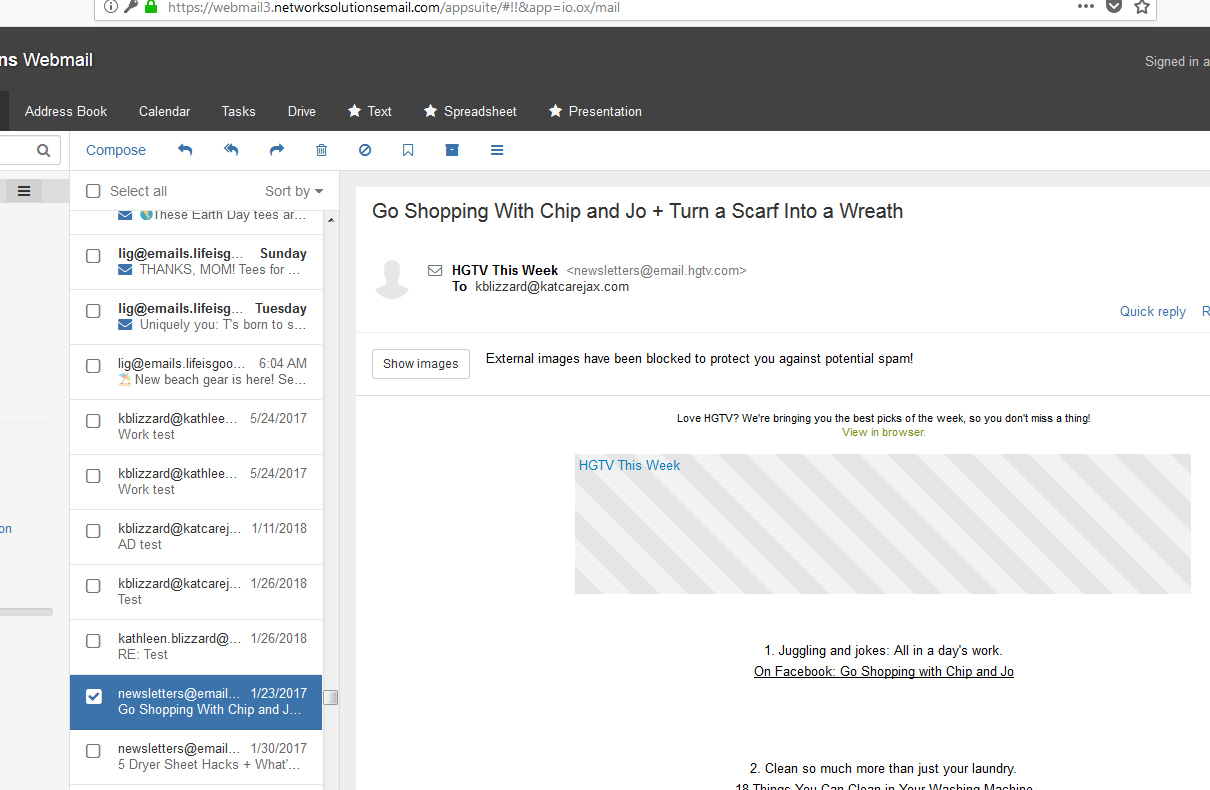 https://webmail3.networksolutionsemail.com/appsuite/#!!&app=io.ox/mail
ns Webmail
Signed in a
Address Book
Calendar
Tasks
Drive
Text
Spreadsheet
Presentation
Compose
Select all
Sort by
🌎These Earth Day tees ar...
lig@emails.lifeisg... Sunday
THANKS, MOM! Tees for ...
lig@emails.lifeisg... Tuesday
Uniquely you: T's born to s...
lig@emails.lifeisgoo... 6:04 AM
🏖 New beach gear is here! Se...
kblizzard@kathlee... 5/24/2017
Work test
kblizzard@kathlee... 5/24/2017
Work test
kblizzard@katcarej... 1/11/2018
AD test
kblizzard@katcarej... 1/26/2018
Test
kathleen.blizzard@... 1/26/2018
RE: Test
newsletters@email... 1/23/2017
Go Shopping With Chip and J...
newsletters@email... 1/30/2017
5 Dryer Sheet Hacks + What'...
on
Go Shopping With Chip and Jo + Turn a Scarf Into a Wreath
HGTV This Week <newsletters@email.hgtv.com>
To kblizzard@katcarejax.com
Quick reply R
Show images
External images have been blocked to protect you against potential spam!
Love HGTV? We're bringing you the best picks of the week, so you don't miss a thing!
View in browser.
HGTV This Week
1. Juggling and jokes: All in a day's work.
On Facebook: Go Shopping with Chip and Jo
2. Clean so much more than just your laundry.
18 Things You Can Clean in Your Washing Machine